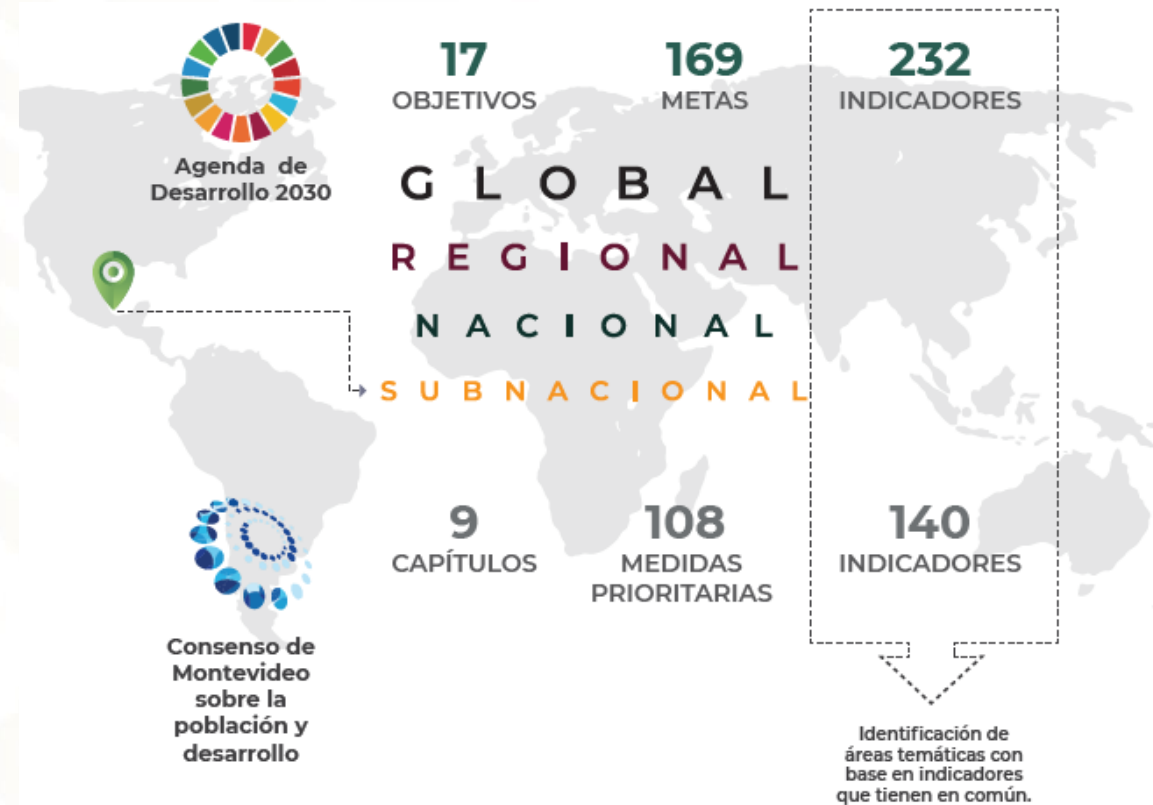 17
OBJETIVOS
169
METAS
232
INDICADORES
Agenda de
Desarrollo 2030
GLOBAL
REGIONAL
NACIONAL
SUBNACIONAL
9
CAPÍTULOS
108
MEDIDAS
PRIORITARIAS
140
INDICADORES
Consenso de
Montevideo
sobre la
población y
desarrollo
Identificación de
áreas temáticas con
base en indicadores
que tienen en común.